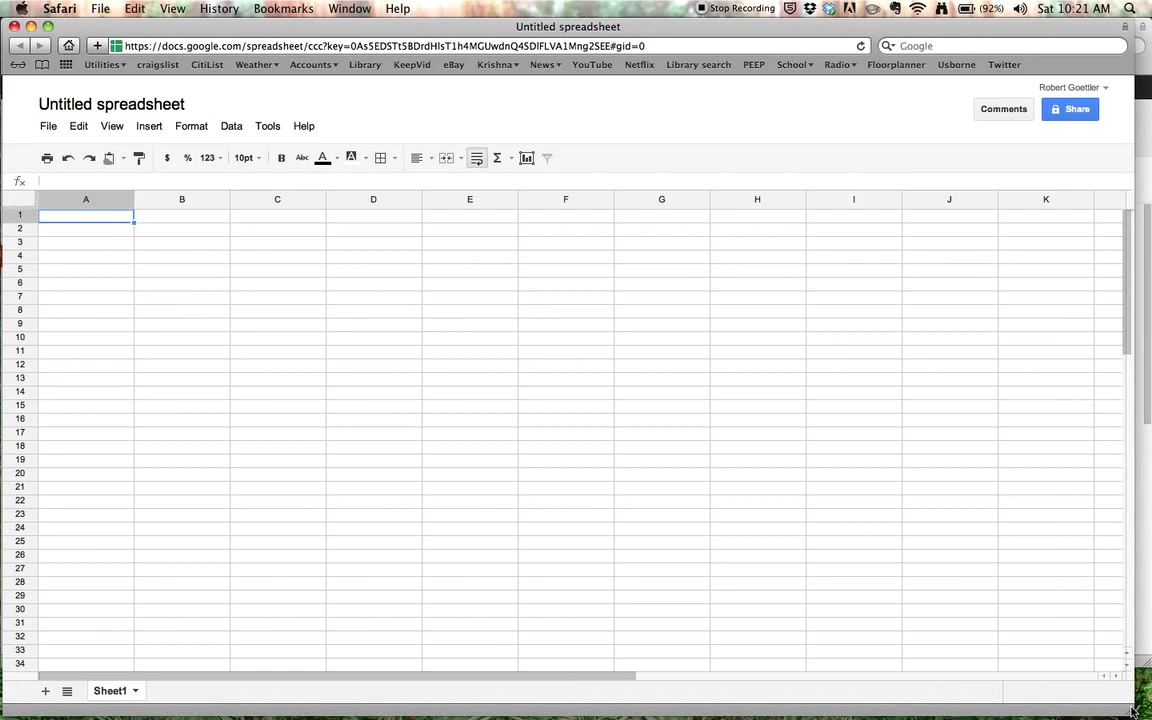 Safari File Edit View History Bookmarks Window Help Stop Recording (92%) Sat 10:21 AM
Untitled spreadsheet
https://docs.google.com/spreadsheet/ccc?key=0As5EDSTt5BDrdHlsT1h4MGUwdnQ4SDlFLVA1Mng2SEE#gid=0 Google
Utilities craigslist CitiList Weather Accounts Library KeepVid eBay Krishna News YouTube Netflix Library search PEEP School Radio Floorplanner Usborne Twitter
Robert Goettler
Untitled spreadsheet
Comments Share
File Edit View Insert Format Data Tools Help
$ % 123 10pt B Abc A A Σ
fx
A B C D E F G H I J K
1
2
3
4
5
6
7
8
9
10
11
12
13
14
15
16
17
18
19
20
21
22
23
24
25
26
27
28
29
30
31
32
33
34
Sheet1